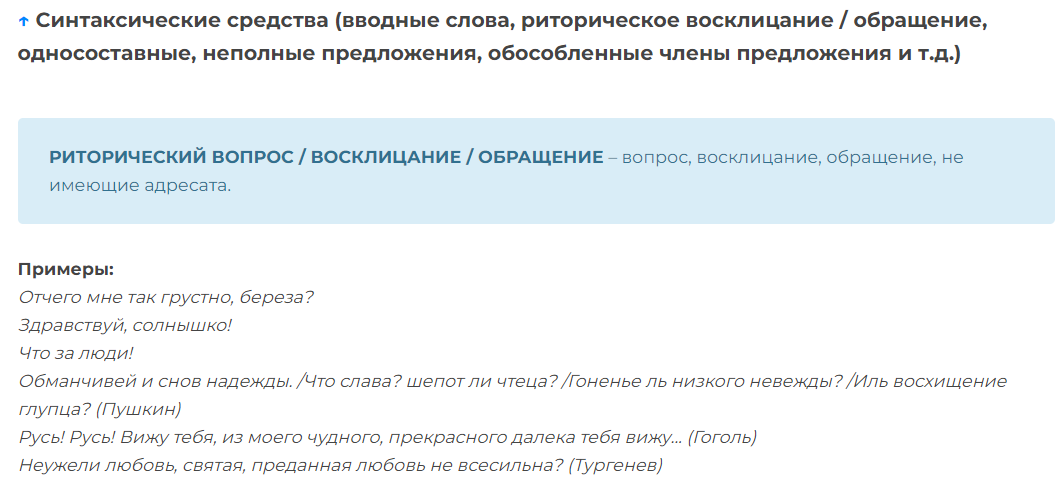 ↑ Синтаксические средства (вводные слова, риторическое восклицание / обращение,
односоставные, неполные предложения, обособленные члены предложения и т.д.)
РИТОРИЧЕСКИЙ ВОПРОС / ВОСКЛИЦАНИЕ / ОБРАЩЕНИЕ – вопрос, восклицание, обращение, не
имеющие адресата.
Примеры:
Отчего мне так грустно, береза?
Здравствуй, солнышко!
Что за люди!
Обманчивей и снов надежды. /Что слава? шепот ли чтеца? /Гоненье ль низкого невежды? /Иль восхищение
глупца? (Пушкин)
Русь! Русь! Вижу тебя, из моего чудного, прекрасного далека тебя вижу... (Гоголь)
Неужели любовь, святая, преданная любовь не всесильна? (Тургенев)